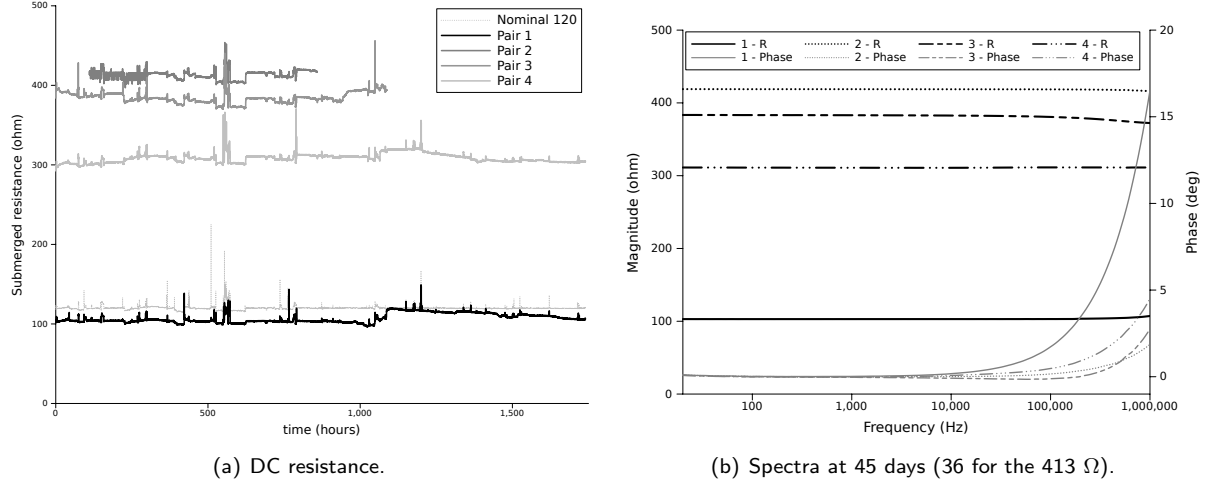 500
400
300
200
100
0
0
500
1,000
1,500
Submerged resistance (ohm)
time (hours)
Nominal 120
Pair 1
Pair 2
Pair 3
Pair 4
(a) DC resistance.
500
400
300
200
100
0
20
15
10
5
0
100
1,000
10,000
100,000
1,000,000
Magnitude (ohm)
Phase (deg)
Frequency (Hz)
1 - R 2 - R 3 - R 4 - R
1 - Phase 2 - Phase 3 - Phase 4 - Phase
(b) Spectra at 45 days (36 for the 413 Ω).